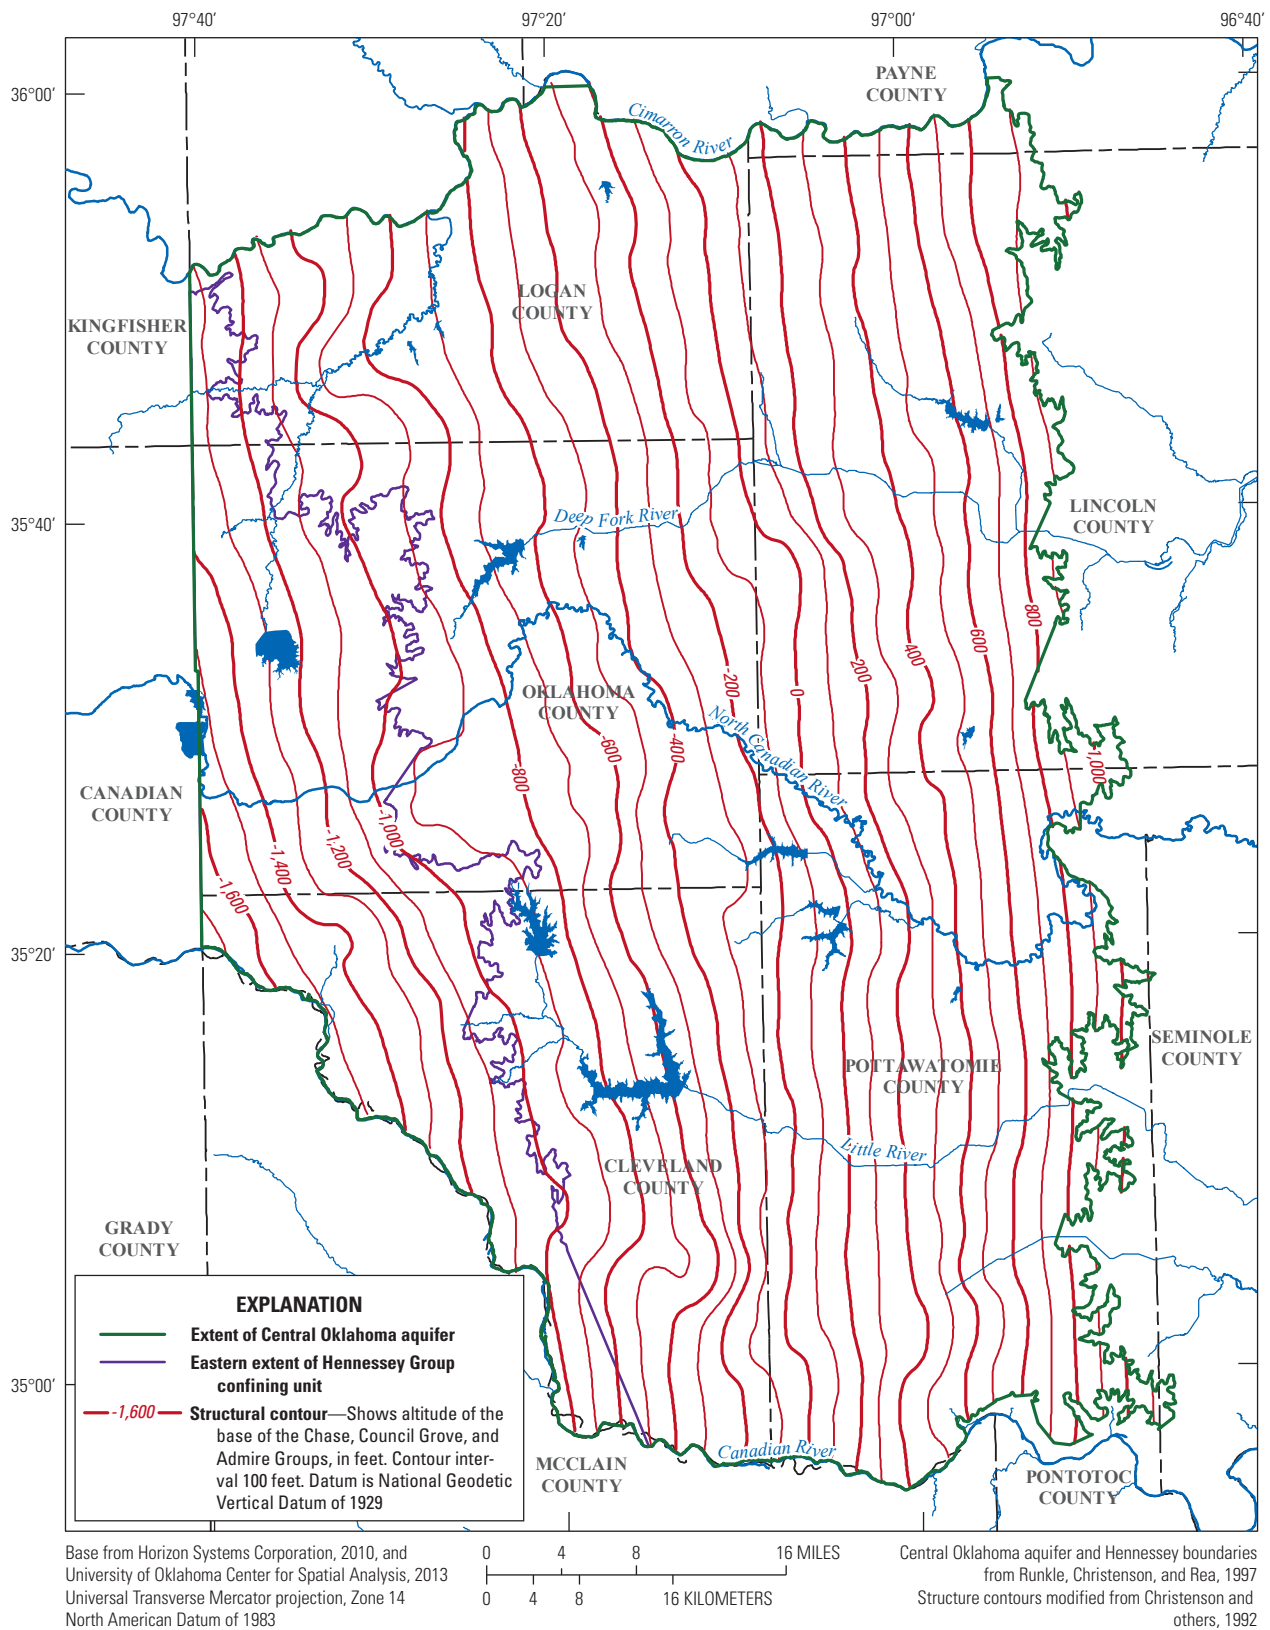 97°40′
97°20′
97°00′
96°40′
36°00′
35°40′
35°20′
35°00′
PAYNE
COUNTY
Cimarron River
LOGAN
COUNTY
KINGFISHER
COUNTY
LINCOLN
COUNTY
Deep Fork River
OKLAHOMA
COUNTY
North Canadian River
CANADIAN
COUNTY
800
600
400
200
0
-200
-400
-600
-800
-1,000
-1,000
-1,200
-1,400
-1,600
SEMINOLE
COUNTY
POTTAWATOMIE
COUNTY
Little River
CLEVELAND
COUNTY
GRADY
COUNTY
Canadian River
MCCLAIN
COUNTY
PONTOTOC
COUNTY
EXPLANATION
Extent of Central Oklahoma aquifer
Eastern extent of Hennessey Group
confining unit
-1,600
Structural contour—Shows altitude of the
base of the Chase, Council Grove, and
Admire Groups, in feet. Contour inter-
val 100 feet. Datum is National Geodetic
Vertical Datum of 1929
Base from Horizon Systems Corporation, 2010, and
University of Oklahoma Center for Spatial Analysis, 2013
Universal Transverse Mercator projection, Zone 14
North American Datum of 1983
0 4 8 16 MILES
0 4 8 16 KILOMETERS
Central Oklahoma aquifer and Hennessey boundaries
from Runkle, Christenson, and Rea, 1997
Structure contours modified from Christenson and
others, 1992